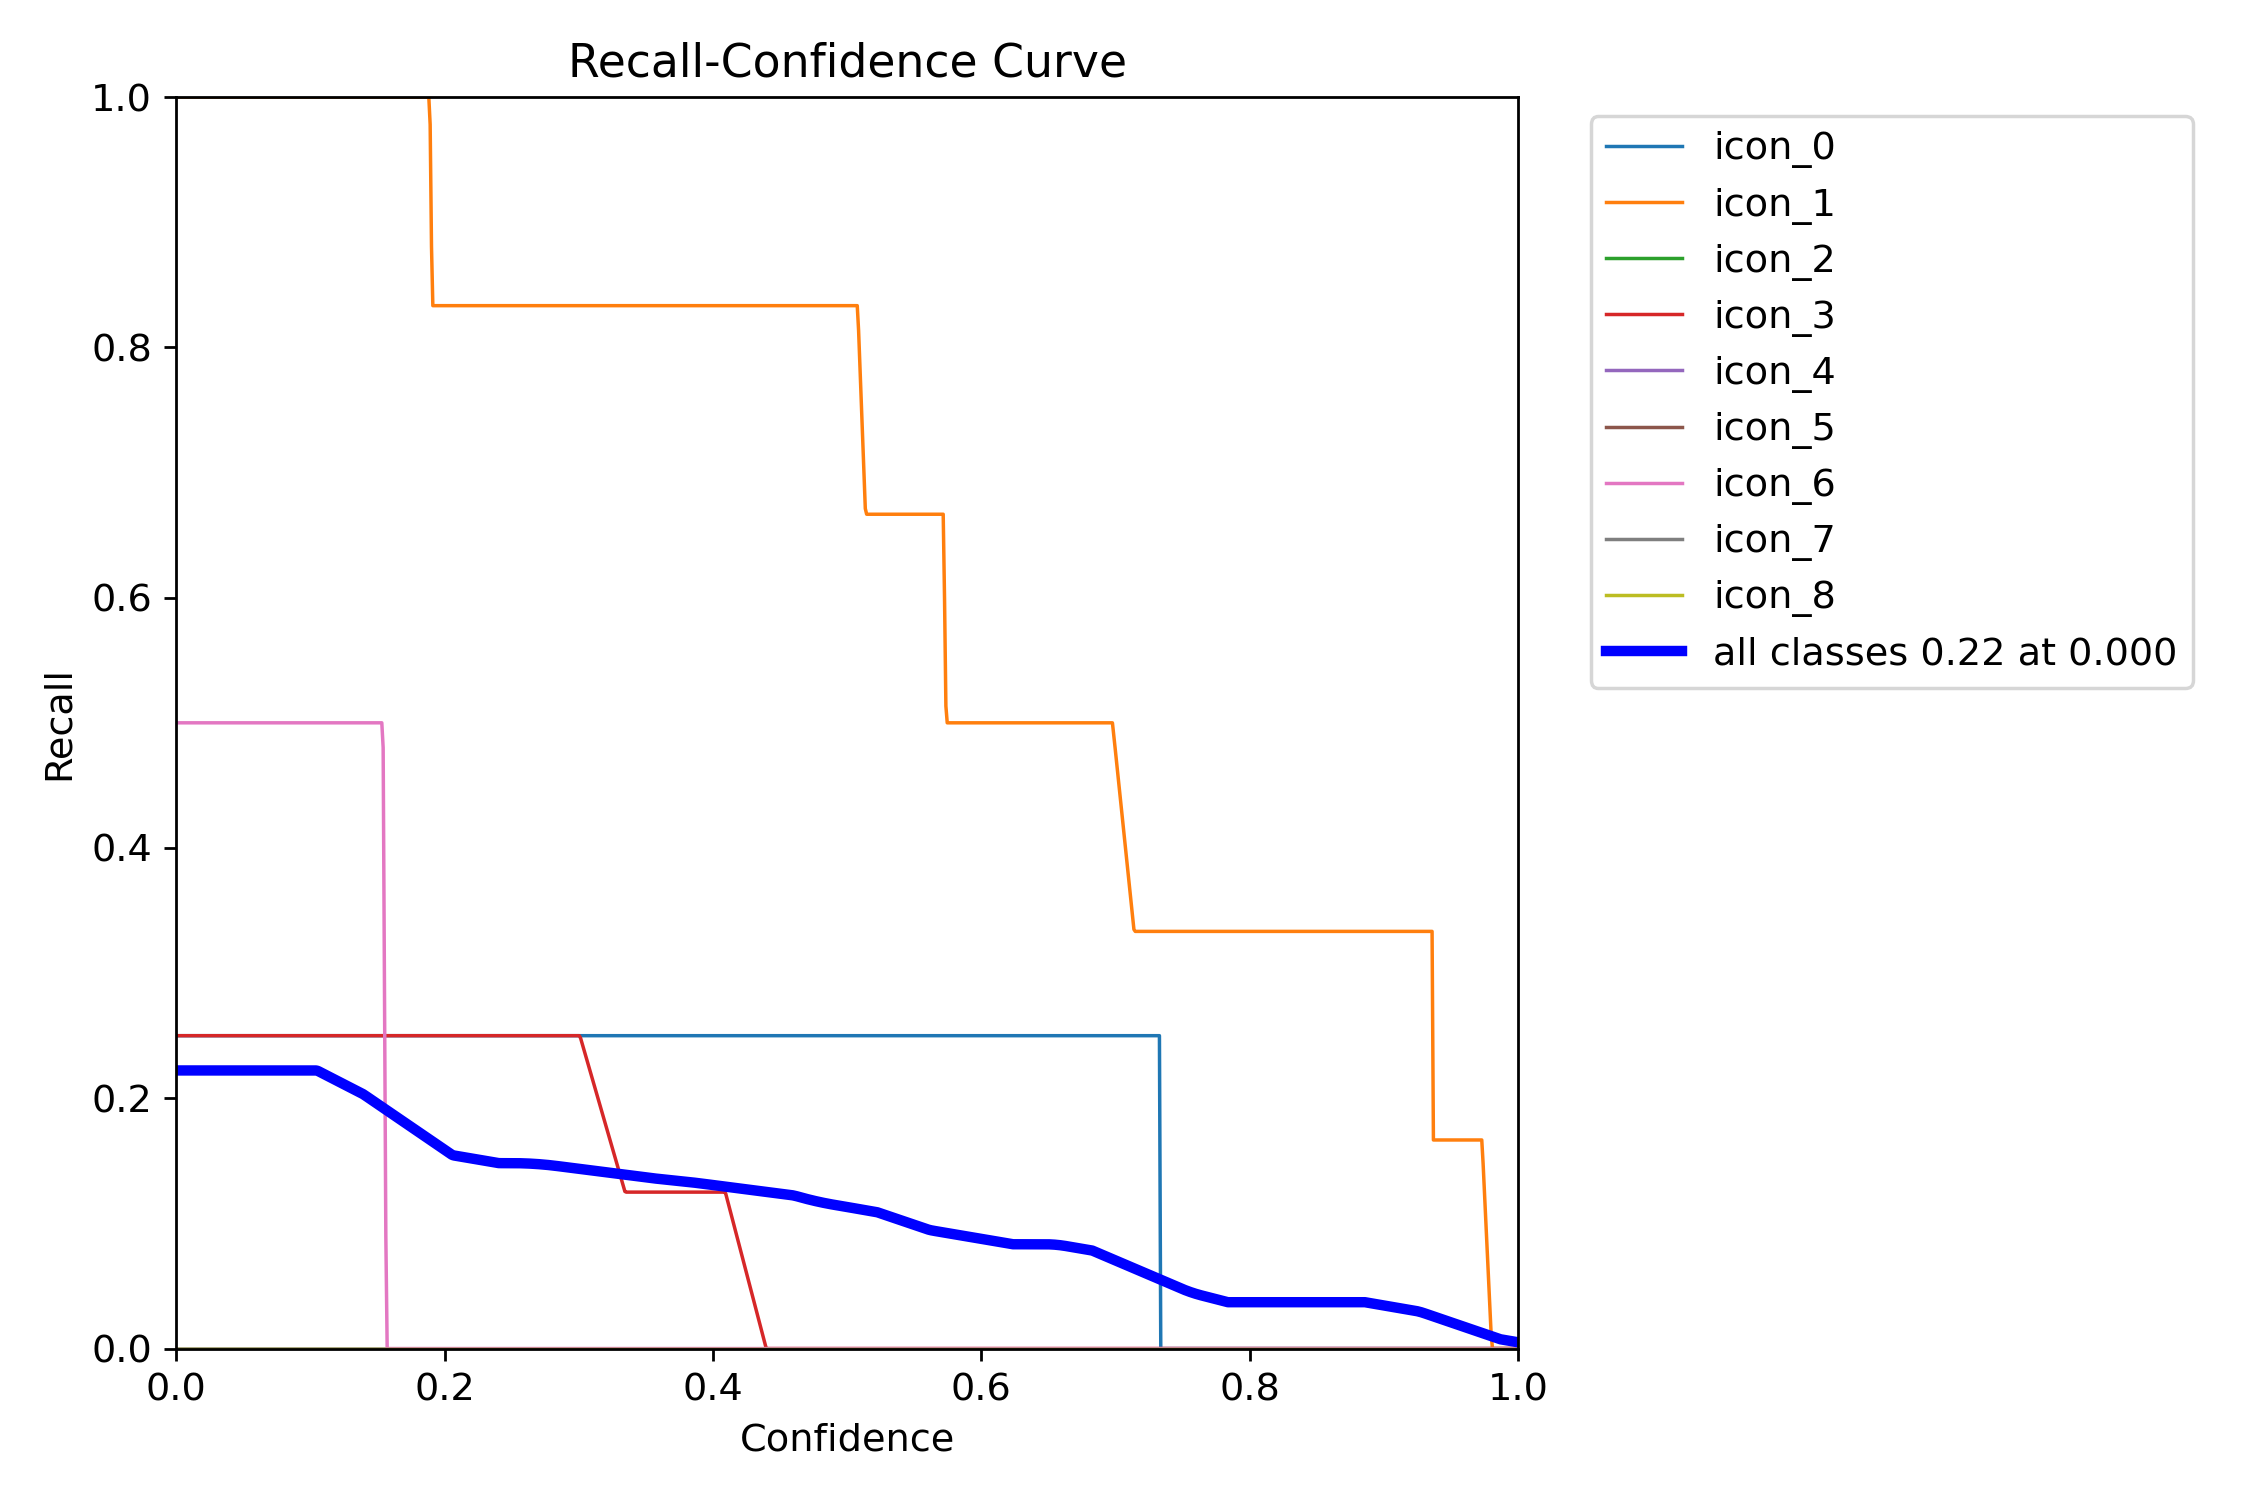 Recall-Confidence Curve
1.0
0.8
0.6
0.4
0.2
0.0
Recall
0.0 0.2 0.4 0.6 0.8 1.0
Confidence
icon_0
icon_1
icon_2
icon_3
icon_4
icon_5
icon_6
icon_7
icon_8
all classes 0.22 at 0.000